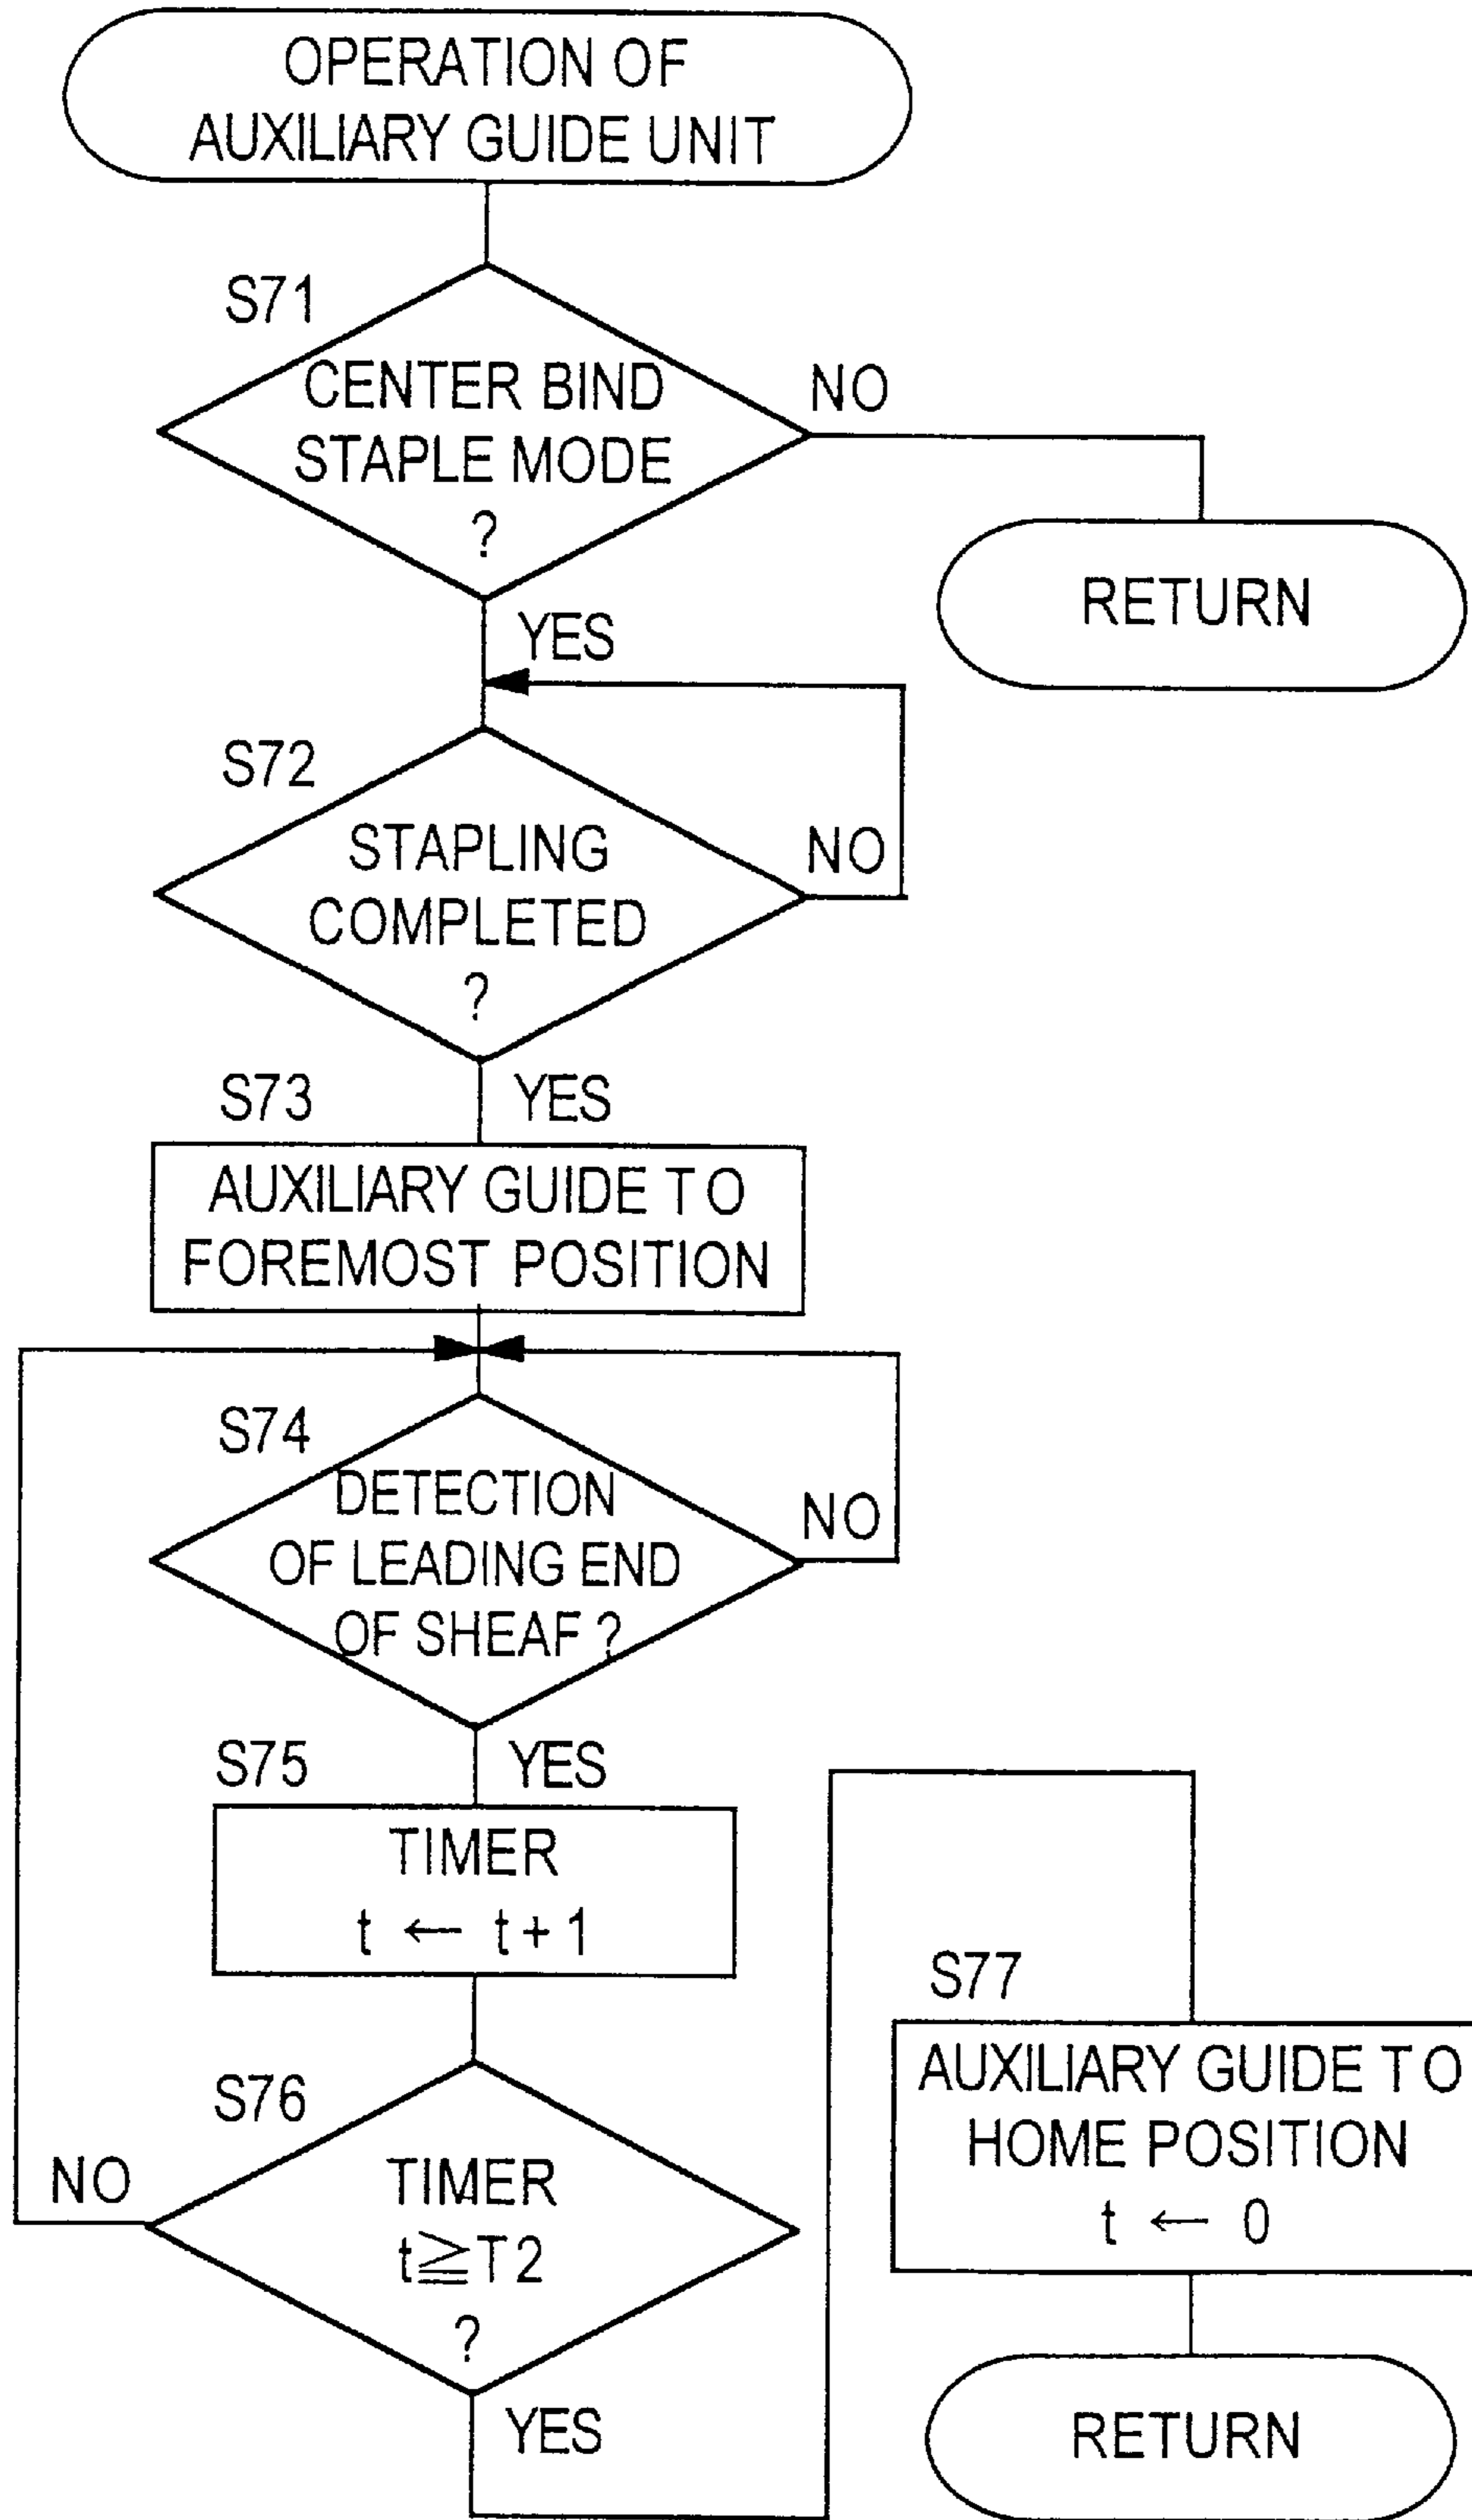 OPERATION OF
AUXILIARY GUIDE UNIT
S71
CENTER BIND
STAPLE MODE
?
NO
RETURN
YES
S72
STAPLING
COMPLETED
?
NO
S73
YES
AUXILIARY GUIDE TO
FOREMOST POSITION
S74
DETECTION
OF LEADING END
OF SHEAF ?
NO
S75
YES
TIMER
t ← t+1
S76
NO
TIMER
t≧T2
?
YES
S77
AUXILIARY GUIDE TO
HOME POSITION
t ← 0
RETURN